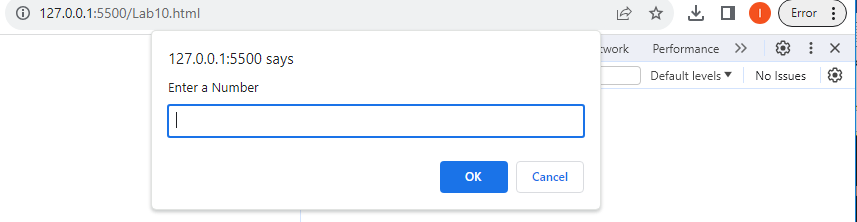 127.0.0.1:5500/Lab10.html
I
Error
127.0.0.1:5500 says
Enter a Number
OK
Cancel
work Performance
Default levels No Issues